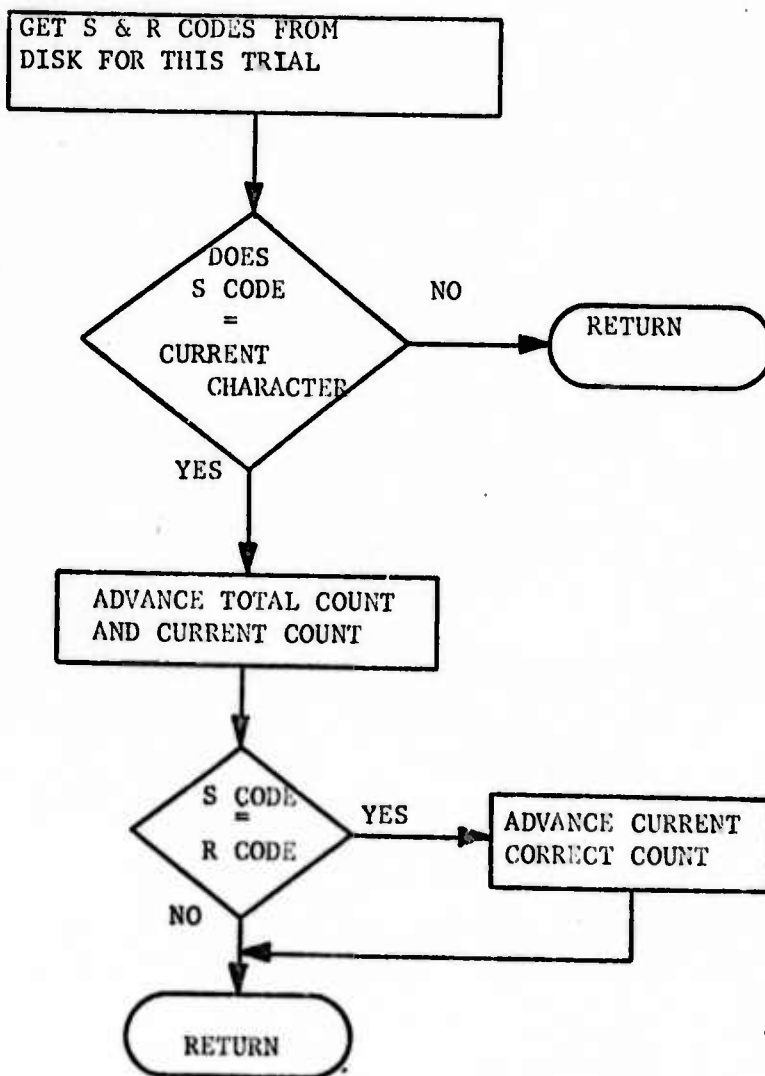 GET S & R CODES FROM
DISK FOR THIS TRIAL
DOES
S CODE
=
CURRENT
CHARACTER
NO
RETURN
YES
ADVANCE TOTAL COUNT
AND CURRENT COUNT
S CODE
=
R CODE
YES
ADVANCE CURRENT
CORRECT COUNT
NO
RETURN